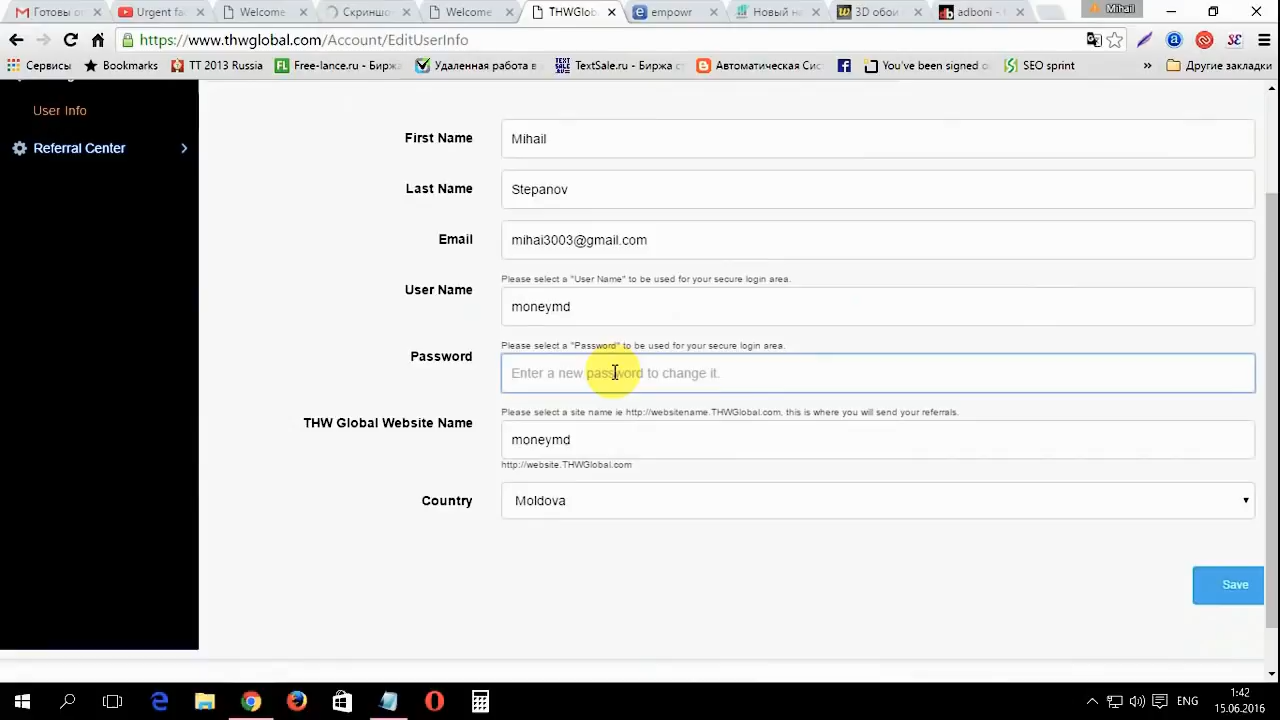 Готовы от
Urgent fac
Welcome
Скриншо
Welcome
THWGlob
empowr
Новый не
3D обои
adboni - G
Mihail
https://www.thwglobal.com/Account/EditUserInfo
Сервисы
Bookmarks
TT 2013 Russia
Free-lance.ru - Бирж
Удаленная работа в
TextSale.ru - Биржа с
Автоматическая Сис
You've been signed o
SEO sprint
»
Другие закладки
User Info
Referral Center
First Name
Mihail
Last Name
Stepanov
Email
mihai3003@gmail.com
Please select a "User Name" to be used for your secure login area.
User Name
moneymd
Please select a "Password" to be used for your secure login area.
Password
Enter a new password to change it.
Please select a site name ie http://websitename.THWGlobal.com, this is where you will send your referrals.
THW Global Website Name
moneymd
http://website.THWGlobal.com
Country
Moldova
Save
ENG
1:42
15.06.2016